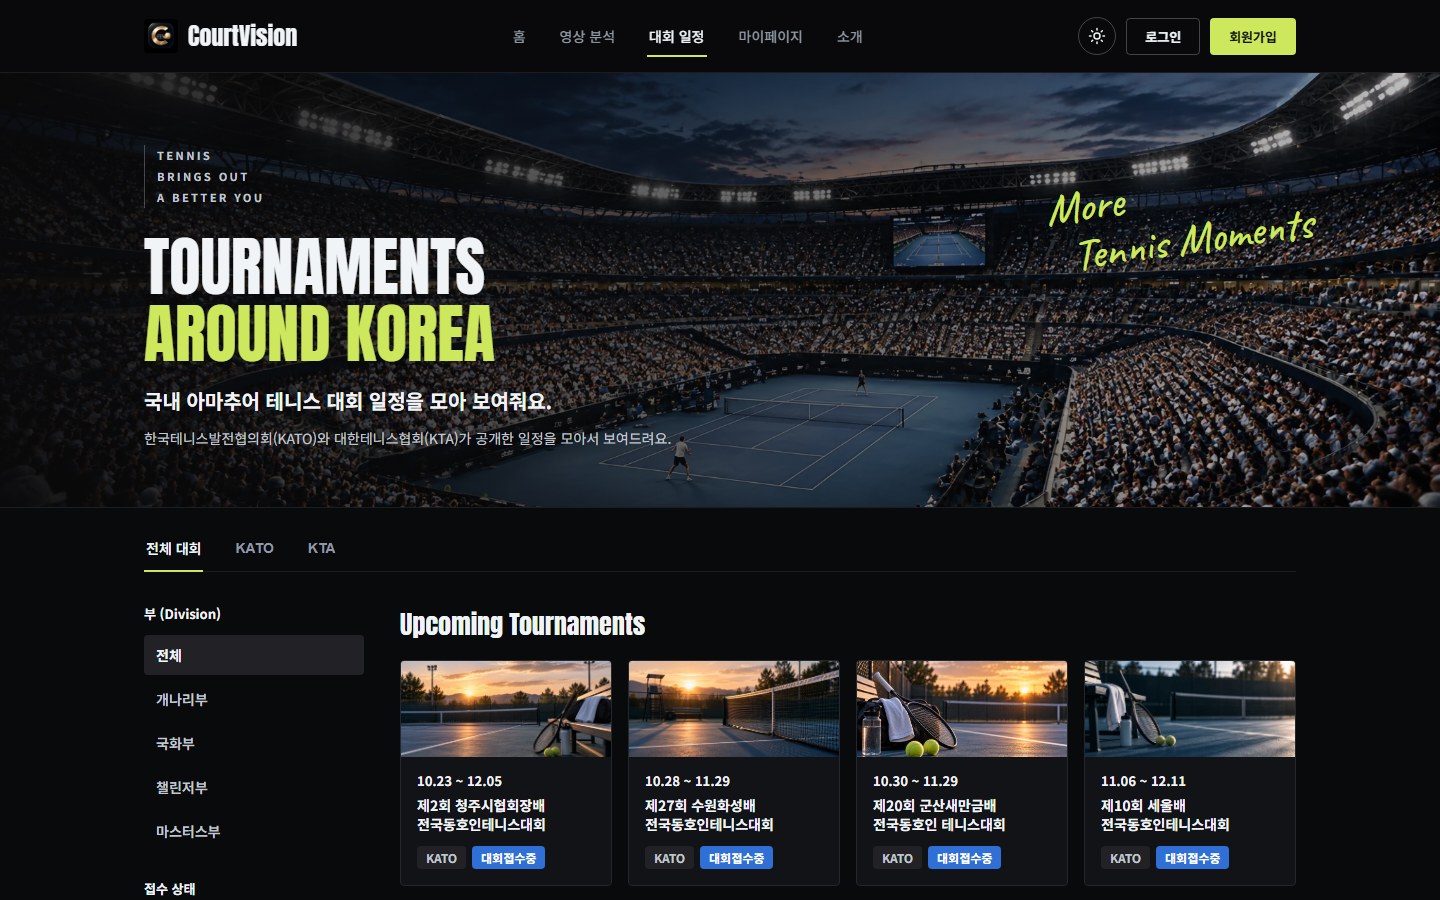 CourtVision
홈
영상 분석
대회 일정
마이페이지
소개
로그인
회원가입
TENNIS
BRINGS OUT
A BETTER YOU
TOURNAMENTS
AROUND KOREA
국내 아마추어 테니스 대회 일정을 모아 보여줘요.
한국테니스발전협의회(KATO)와 대한테니스협회(KTA)가 공개한 일정을 모아서 보여드려요.
More
Tennis Moments
전체 대회
KATO
KTA
부 (Division)
전체
개나리부
국화부
챌린저부
마스터스부
접수 상태
Upcoming Tournaments
10.23 ~ 12.05
제2회 청주시협회장배
전국동호인테니스대회
KATO
대회접수중
10.28 ~ 11.29
제27회 수원화성배
전국동호인테니스대회
KATO
대회접수중
10.30 ~ 11.29
제20회 군산새만금배
전국동호인 테니스대회
KATO
대회접수중
11.06 ~ 12.11
제10회 세올배
전국동호인테니스대회
KATO
대회접수중